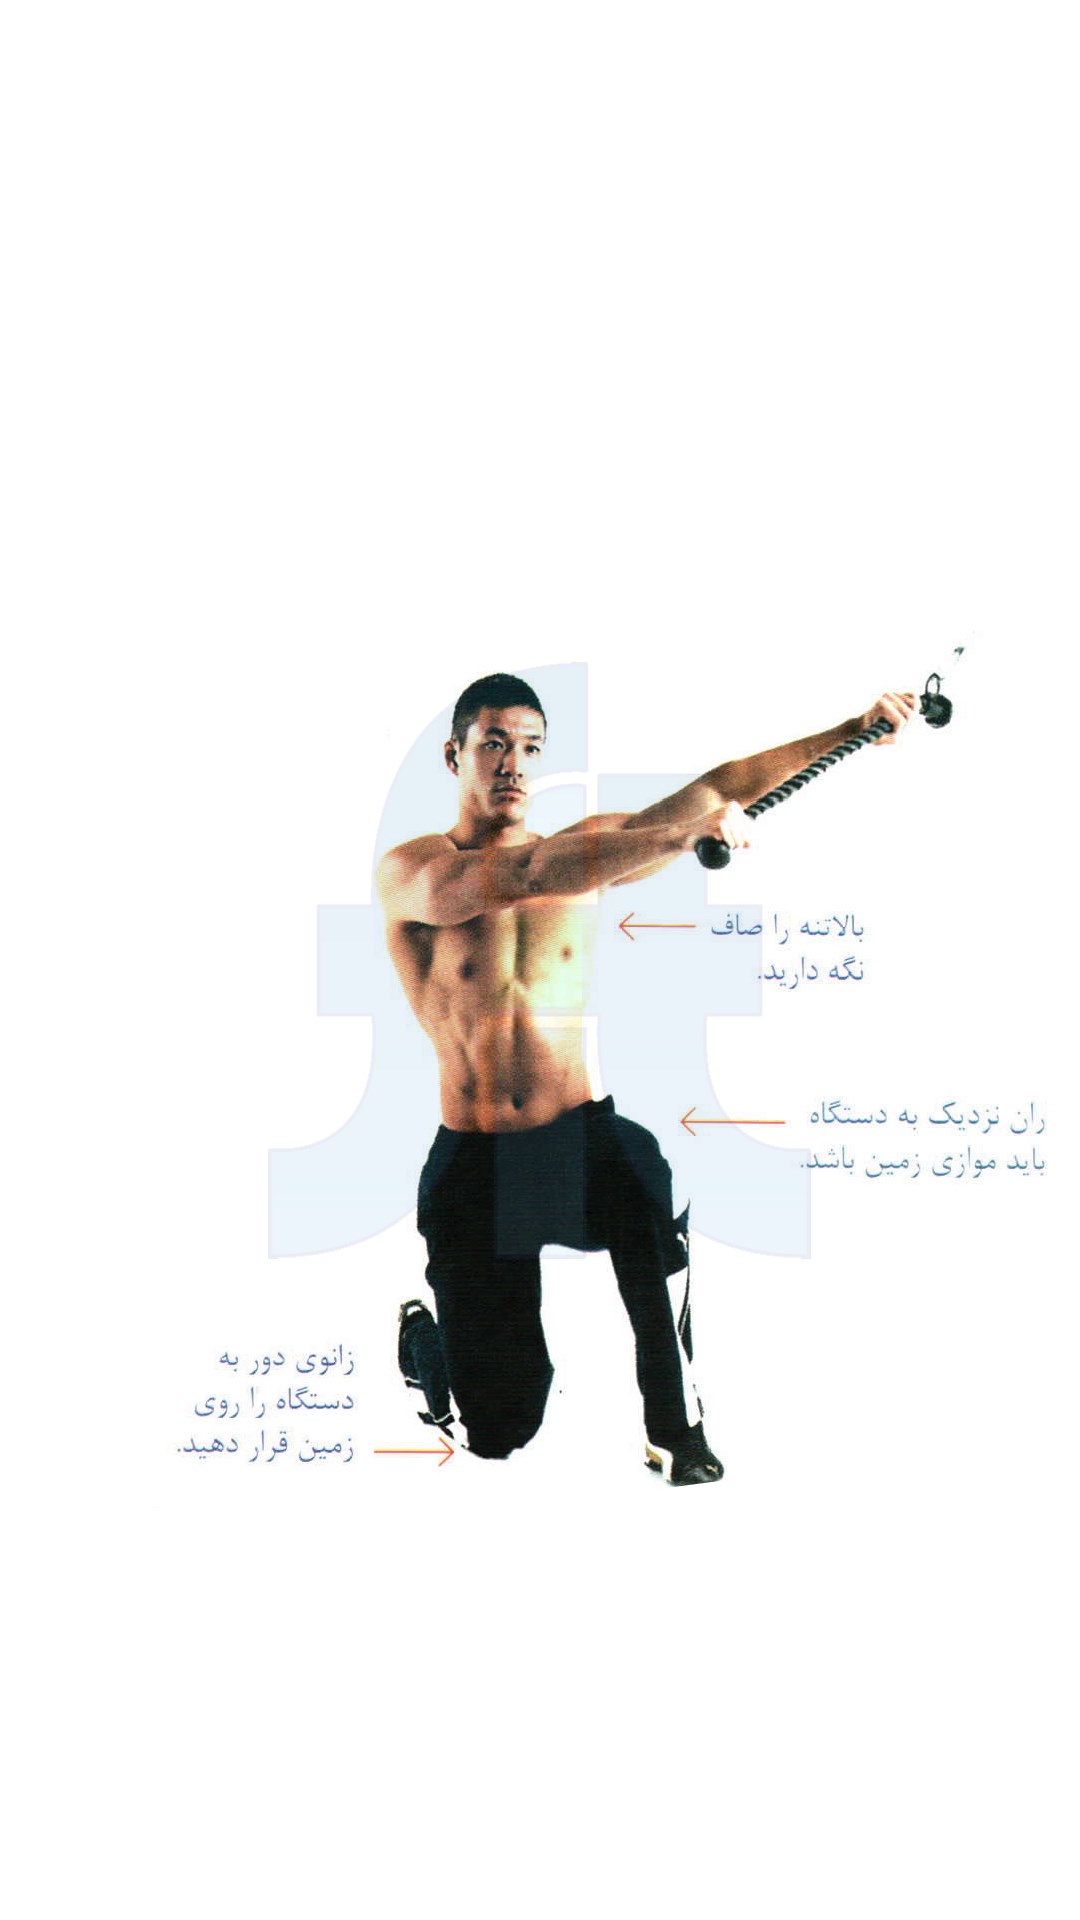 بالاتنه را صاف
نگه دارید.
ران نزدیک به دستگاه
باید موازی زمین باشد.
زانوی دور به
دستگاه را روی
زمین قرار دهید.
ft